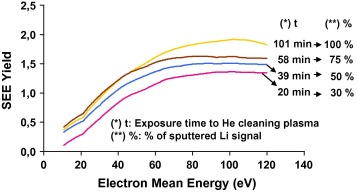 (*) t (**) %
101 min 100 %
58 min 75 %
39 min 50 %
20 min 30 %
SEE Yield
2,5
2,0
1,5
1,0
0,5
0,0
(*) t: Exposure time to He cleaning plasma
(**) %: % of sputtered Li signal
0 20 40 60 80 100 120 140
Electron Mean Energy (eV)